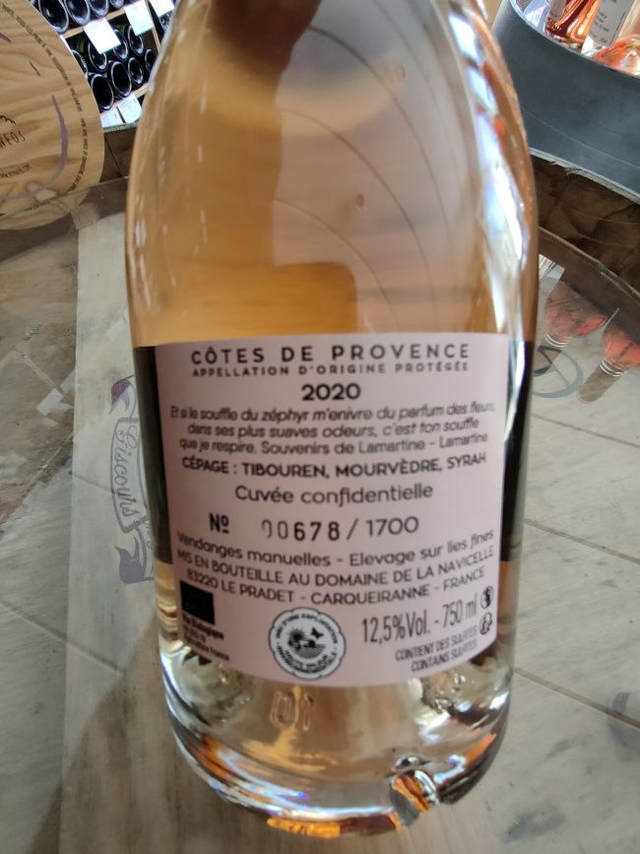 CÔTES DE PROVENCE
APPELLATION D'ORIGINE PROTÉGÉE
2020
Et si le souffle du zéphyr m'enivre du parfum des fleurs,
dans ses plus suaves odeurs, c'est ton souffle
que je respire. Souvenirs de Lamartine - Lamartine
CÉPAGE : TIBOUREN, MOURVÈDRE, SYRAH
Cuvée confidentielle
Nº 00678 / 1700
Vendanges manuelles - Elevage sur lies fines
MIS EN BOUTEILLE AU DOMAINE DE LA NAVICELLE
83220 LE PRADET - CARQUEIRANNE - FRANCE
12,5%Vol. - 750 ml
CONTIENT DES SULFITES
CONTAINS SULFITES
Giscours